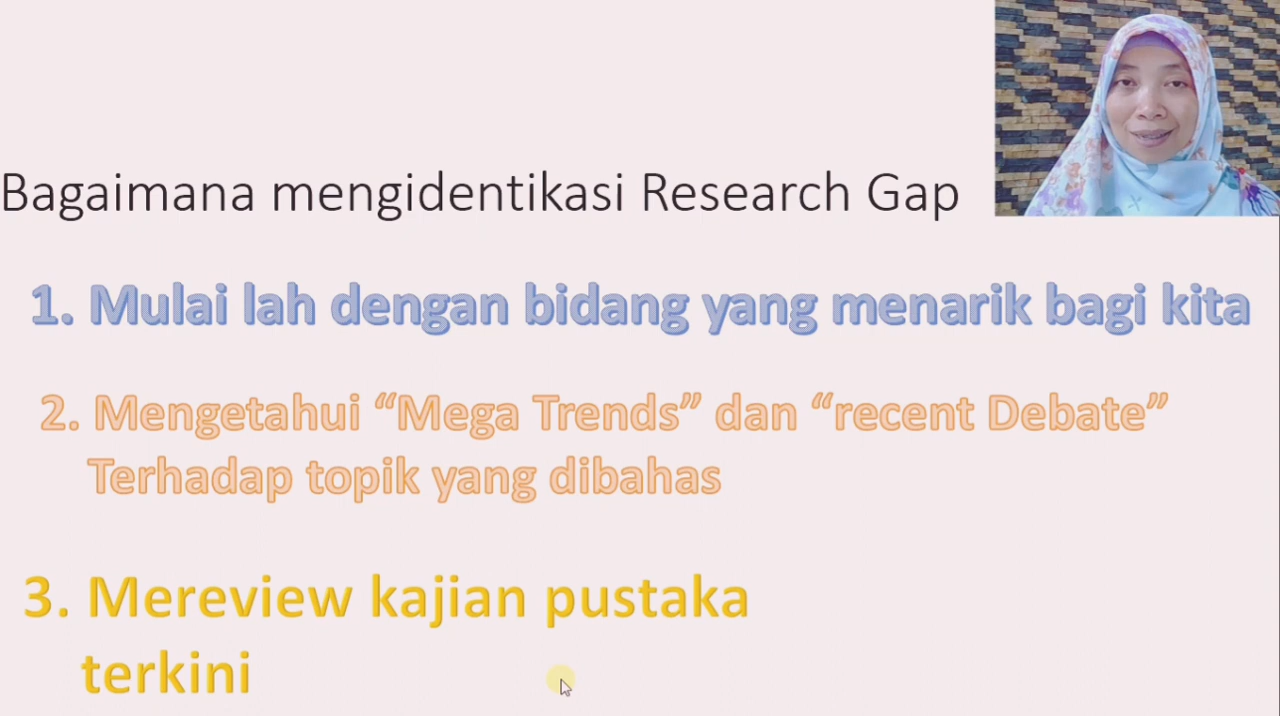 Bagaimana mengidentikasi Research Gap
1. Mulai lah dengan bidang yang menarik bagi kita
2. Mengetahui “Mega Trends” dan “recent Debate”
Terhadap topik yang dibahas
3. Mereview kajian pustaka
terkini